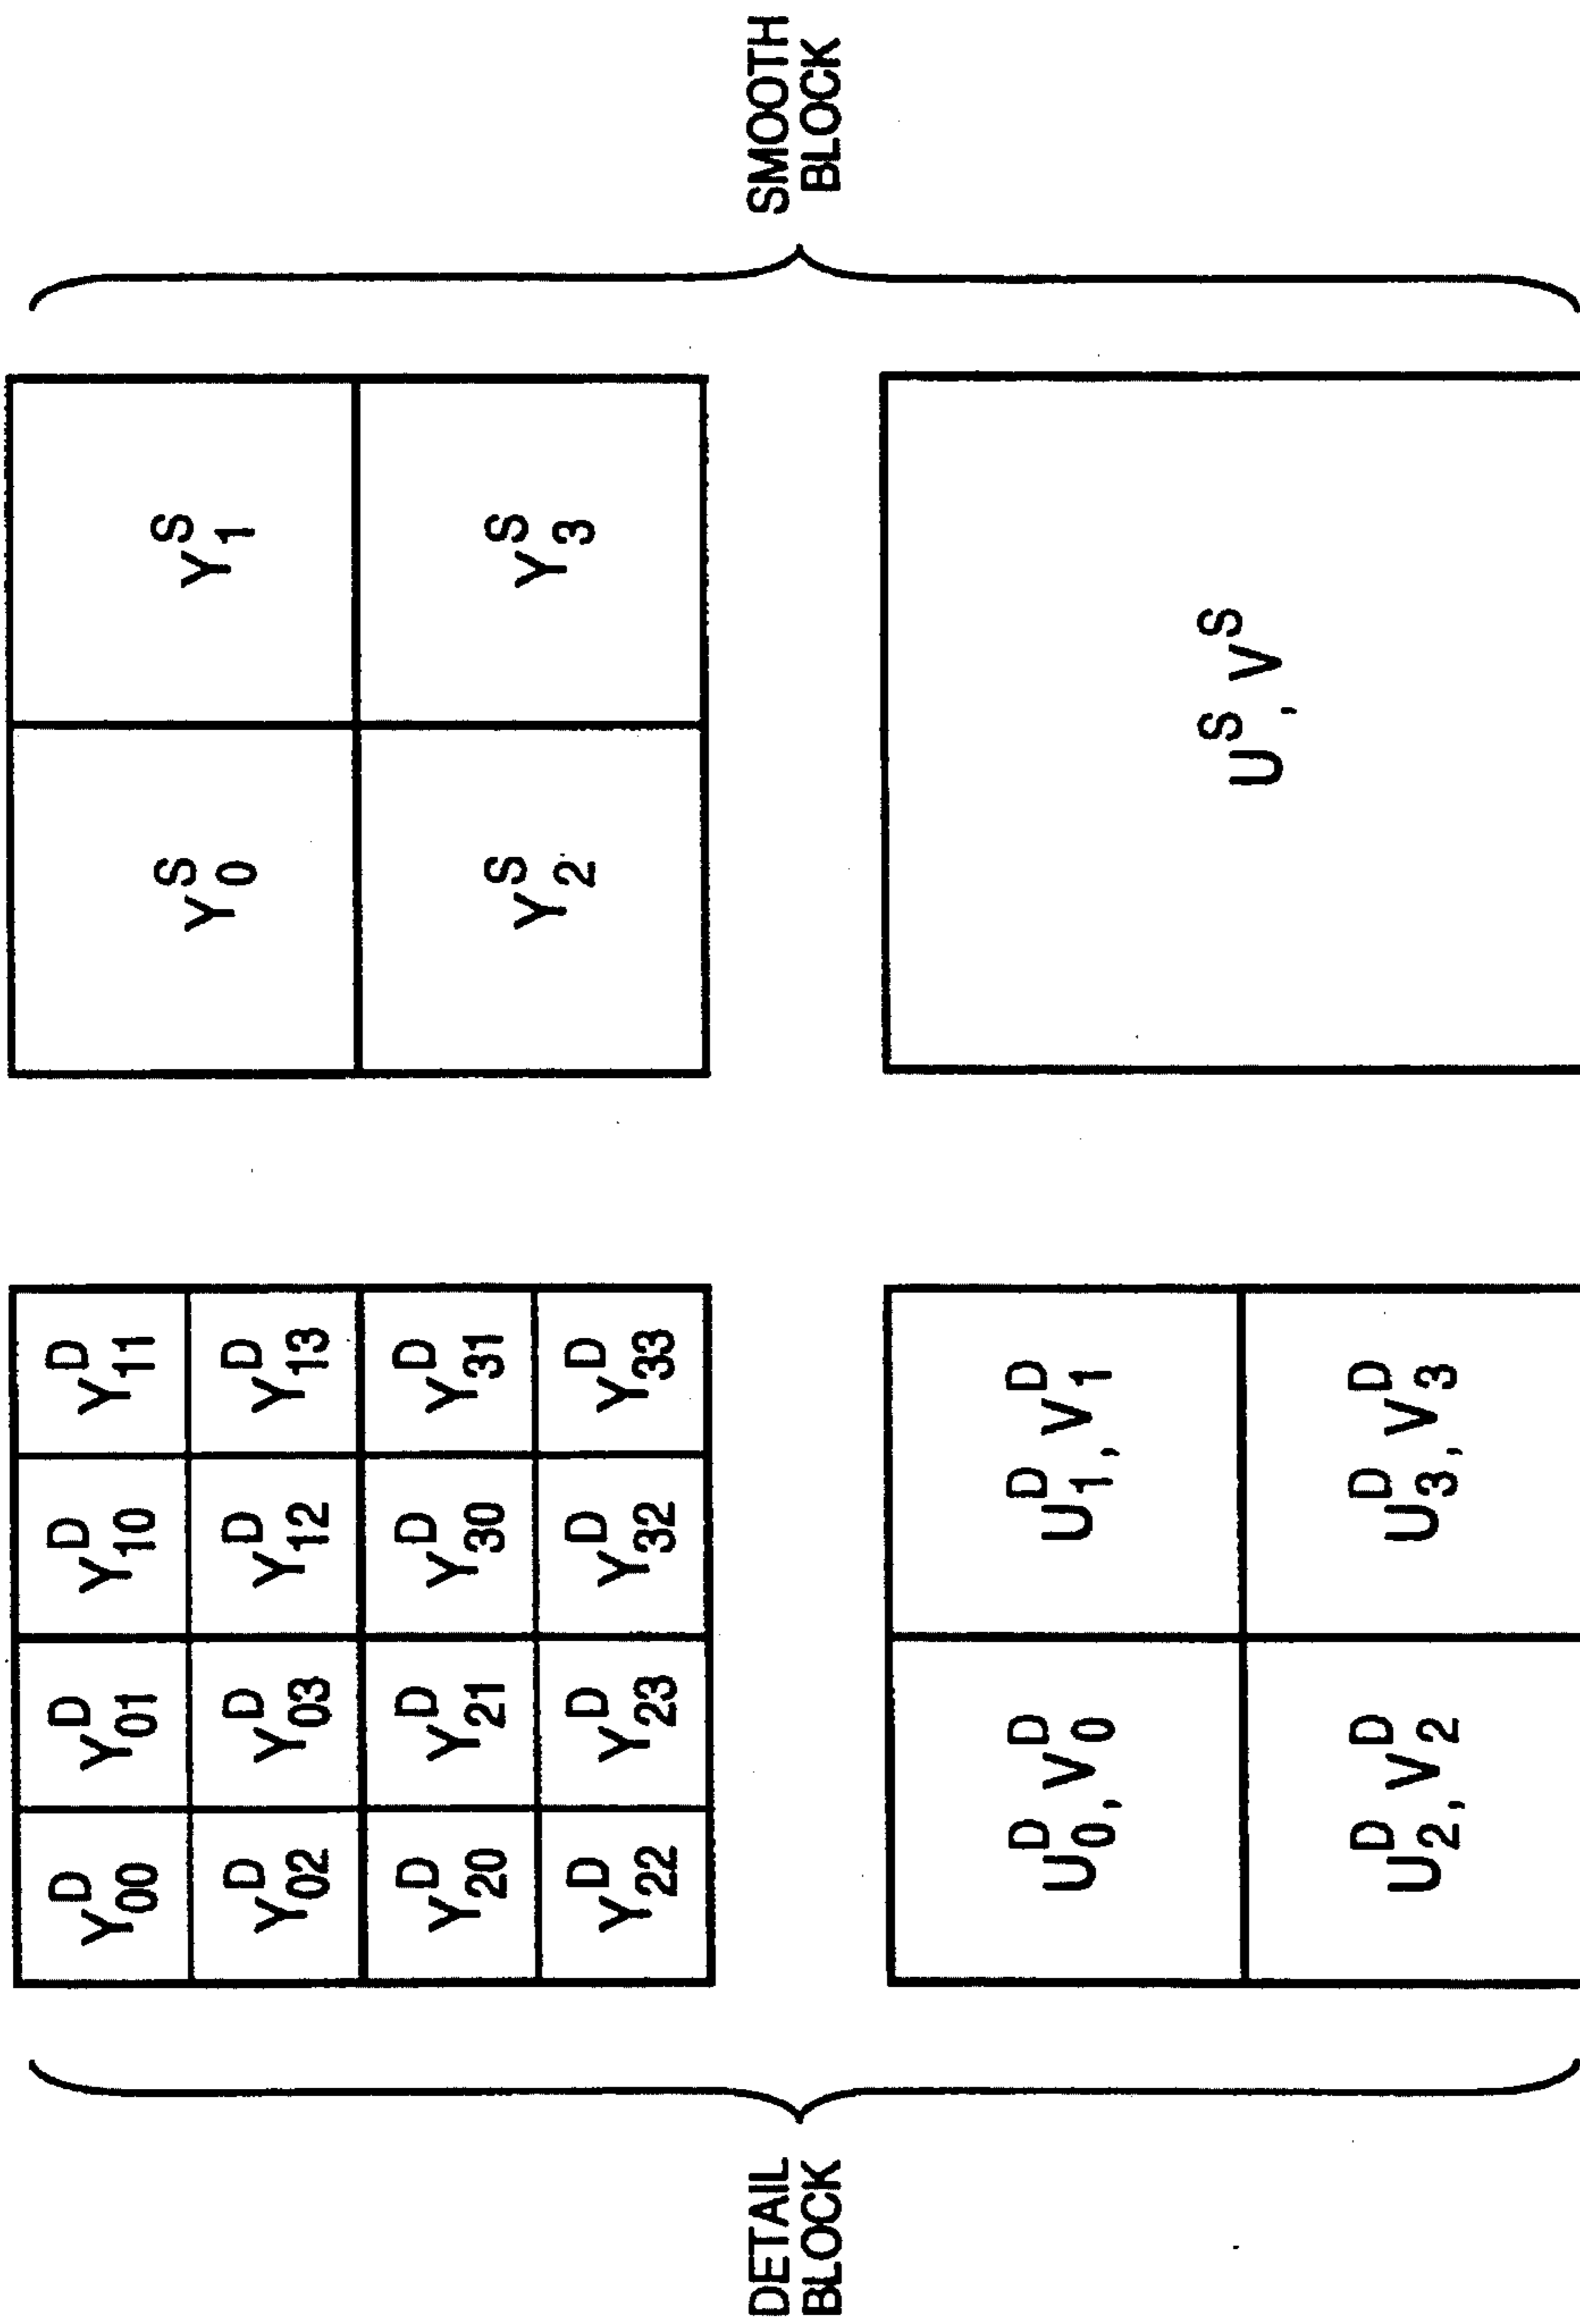 DETAIL
BLOCK
Y^D_00 Y^D_01 Y^D_10 Y^D_11
Y^D_02 Y^D_03 Y^D_12 Y^D_13
Y^D_20 Y^D_21 Y^D_30 Y^D_31
Y^D_22 Y^D_23 Y^D_32 Y^D_33
U^D_0, V^D_0 U^D_1, V^D_1
U^D_2, V^D_2 U^D_3, V^D_3
Y^S_0 Y^S_1
Y^S_2 Y^S_3
U^S, V^S
SMOOTH
BLOCK